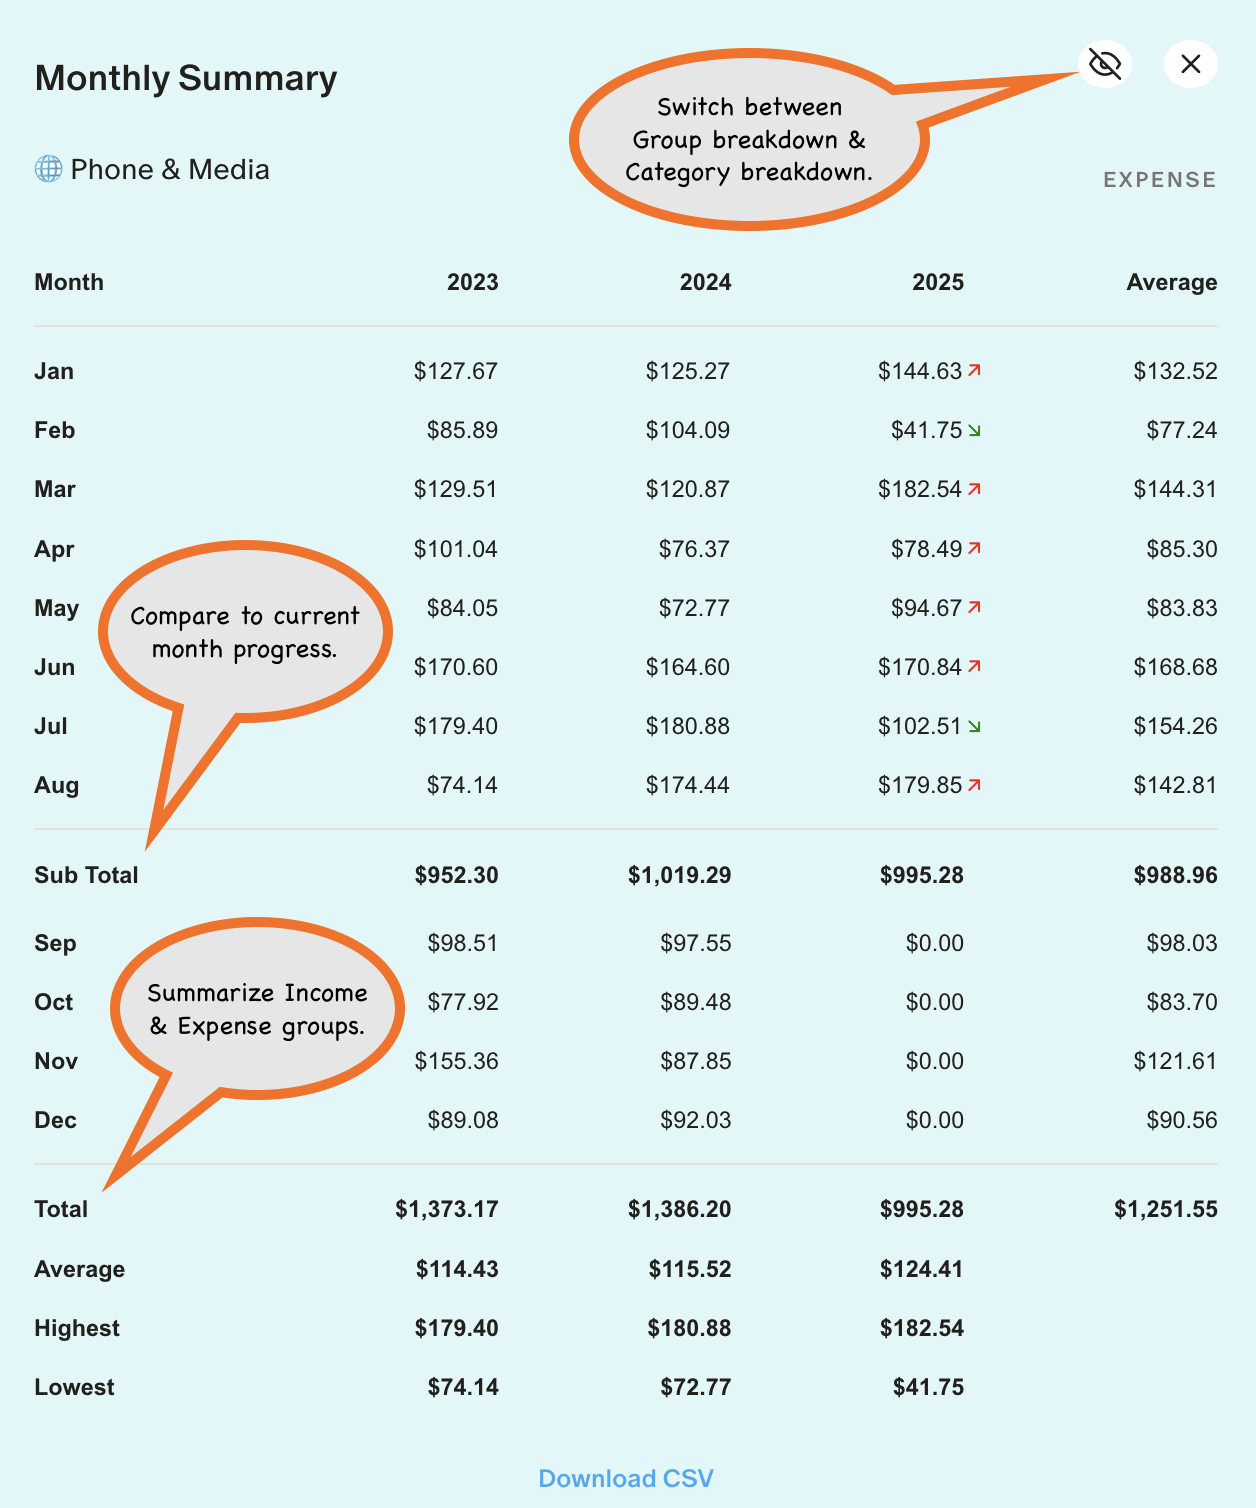 Monthly Summary
Switch between
Group breakdown &
Category breakdown.
Phone & Media
EXPENSE
Month 2023 2024 2025 Average
Jan $127.67 $125.27 $144.63 $132.52
Feb $85.89 $104.09 $41.75 $77.24
Mar $129.51 $120.87 $182.54 $144.31
Apr $101.04 $76.37 $78.49 $85.30
May $84.05 $72.77 $94.67 $83.83
Compare to current
month progress.
Jun $170.60 $164.60 $170.84 $168.68
Jul $179.40 $180.88 $102.51 $154.26
Aug $74.14 $174.44 $179.85 $142.81
Sub Total $952.30 $1,019.29 $995.28 $988.96
Sep $98.51 $97.55 $0.00 $98.03
Summarize Income
& Expense groups.
Oct $77.92 $89.48 $0.00 $83.70
Nov $155.36 $87.85 $0.00 $121.61
Dec $89.08 $92.03 $0.00 $90.56
Total $1,373.17 $1,386.20 $995.28 $1,251.55
Average $114.43 $115.52 $124.41
Highest $179.40 $180.88 $182.54
Lowest $74.14 $72.77 $41.75
Download CSV